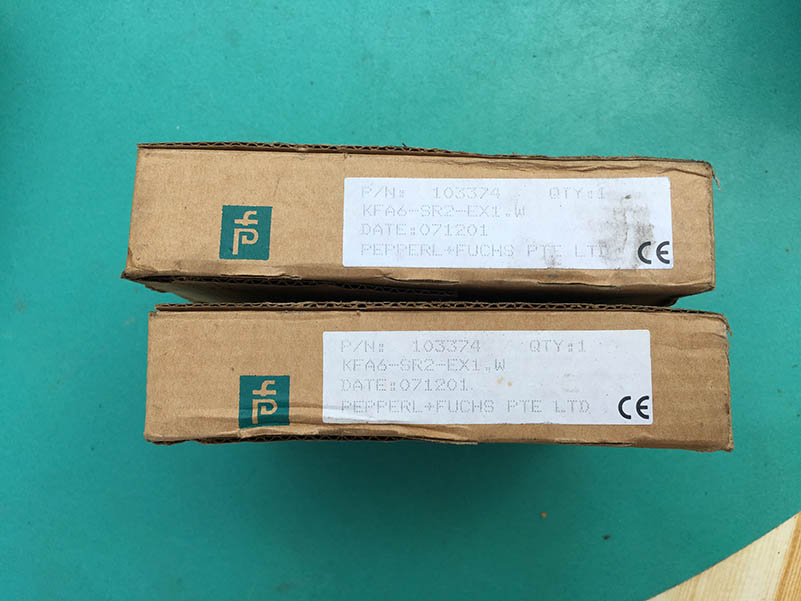 P/N: 103374 QTY:1
KFA6-SR2-EX1.W
DATE:071201
PEPPERL+FUCHS PTE LTD
CE
P/N: 103374 QTY:1
KFA6-SR2-EX1.W
DATE:071201
PEPPERL+FUCHS PTE LTD
CE